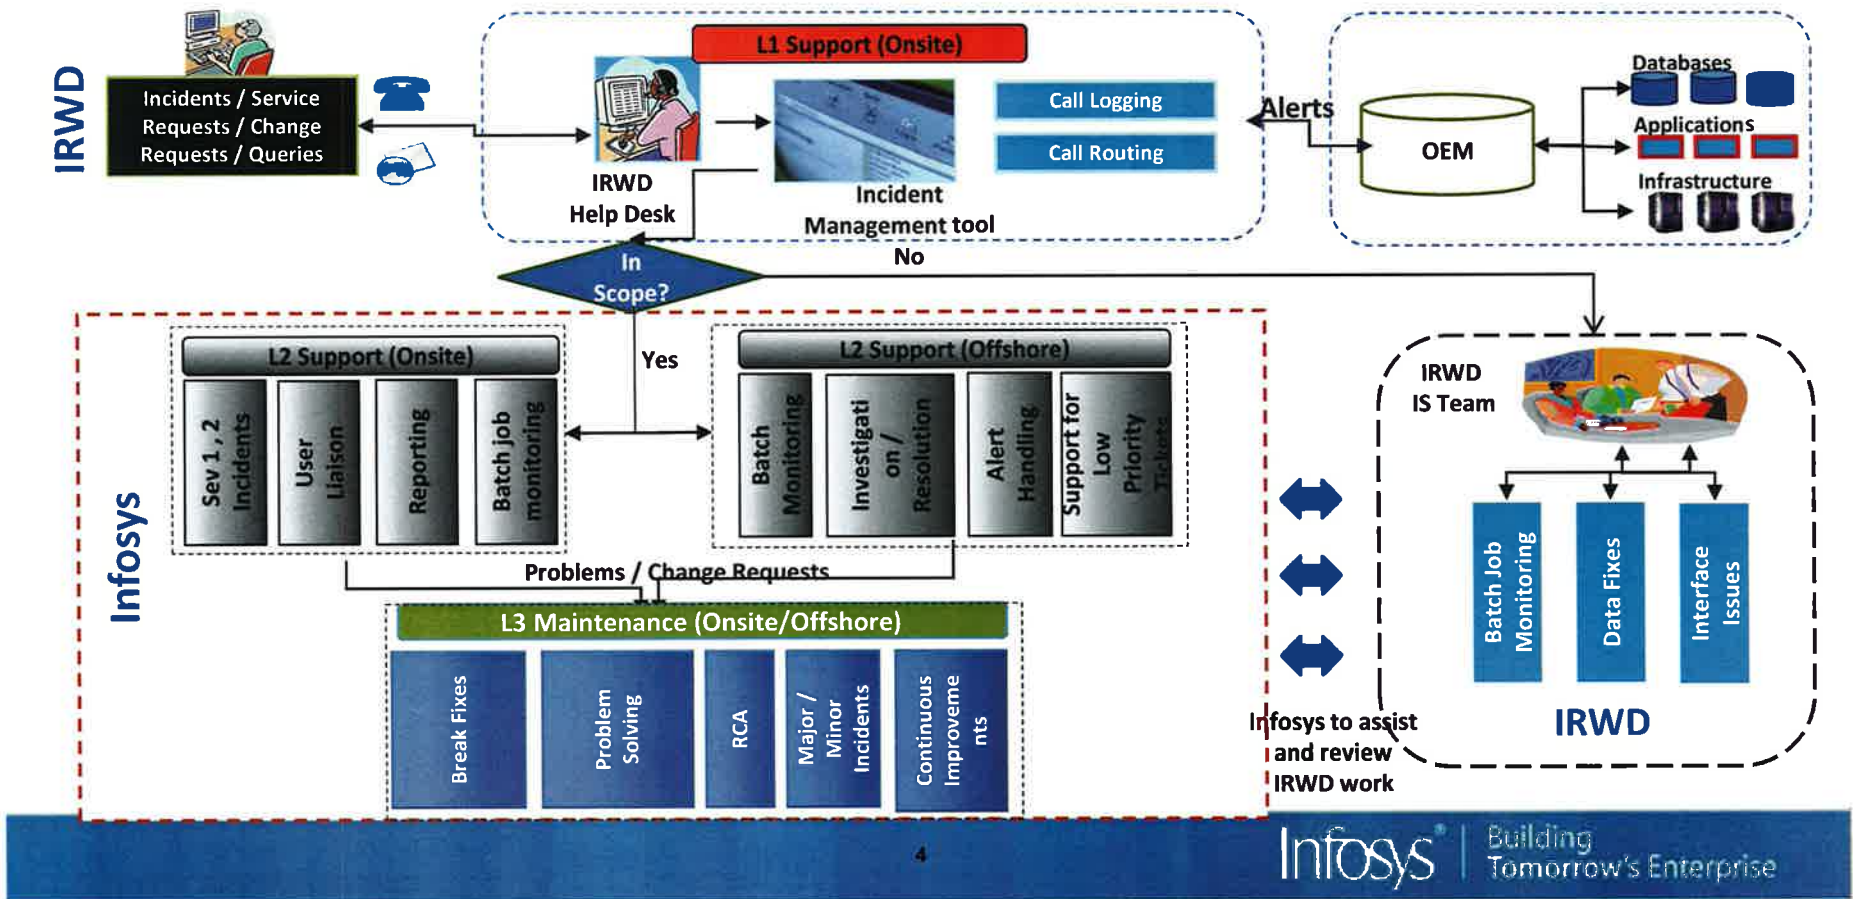 IRWD
Incidents / Service
Requests / Change
Requests / Queries
L1 Support (Onsite)
IRWD
Help Desk
Incident
Management tool
Call Logging
Call Routing
Alerts
OEM
Databases
Applications
Infrastructure
In
Scope?
No
Yes
Infosys
L2 Support (Onsite)
Sev 1, 2
Incidents
User
Liaison
Reporting
Batch job
monitoring
L2 Support (Offshore)
Batch
Monitoring
Investigati
on /
Resolution
Alert
Handling
Support for
Low
Priority
Tickets
Problems / Change Requests
L3 Maintenance (Onsite/Offshore)
Break Fixes
Problem
Solving
RCA
Major /
Minor
Incidents
Continuous
Improveme
nts
IRWD
IS Team
Batch Job
Monitoring
Data Fixes
Interface
Issues
IRWD
Infosys to assist
and review
IRWD work
4
Infosys®
Building
Tomorrow's Enterprise